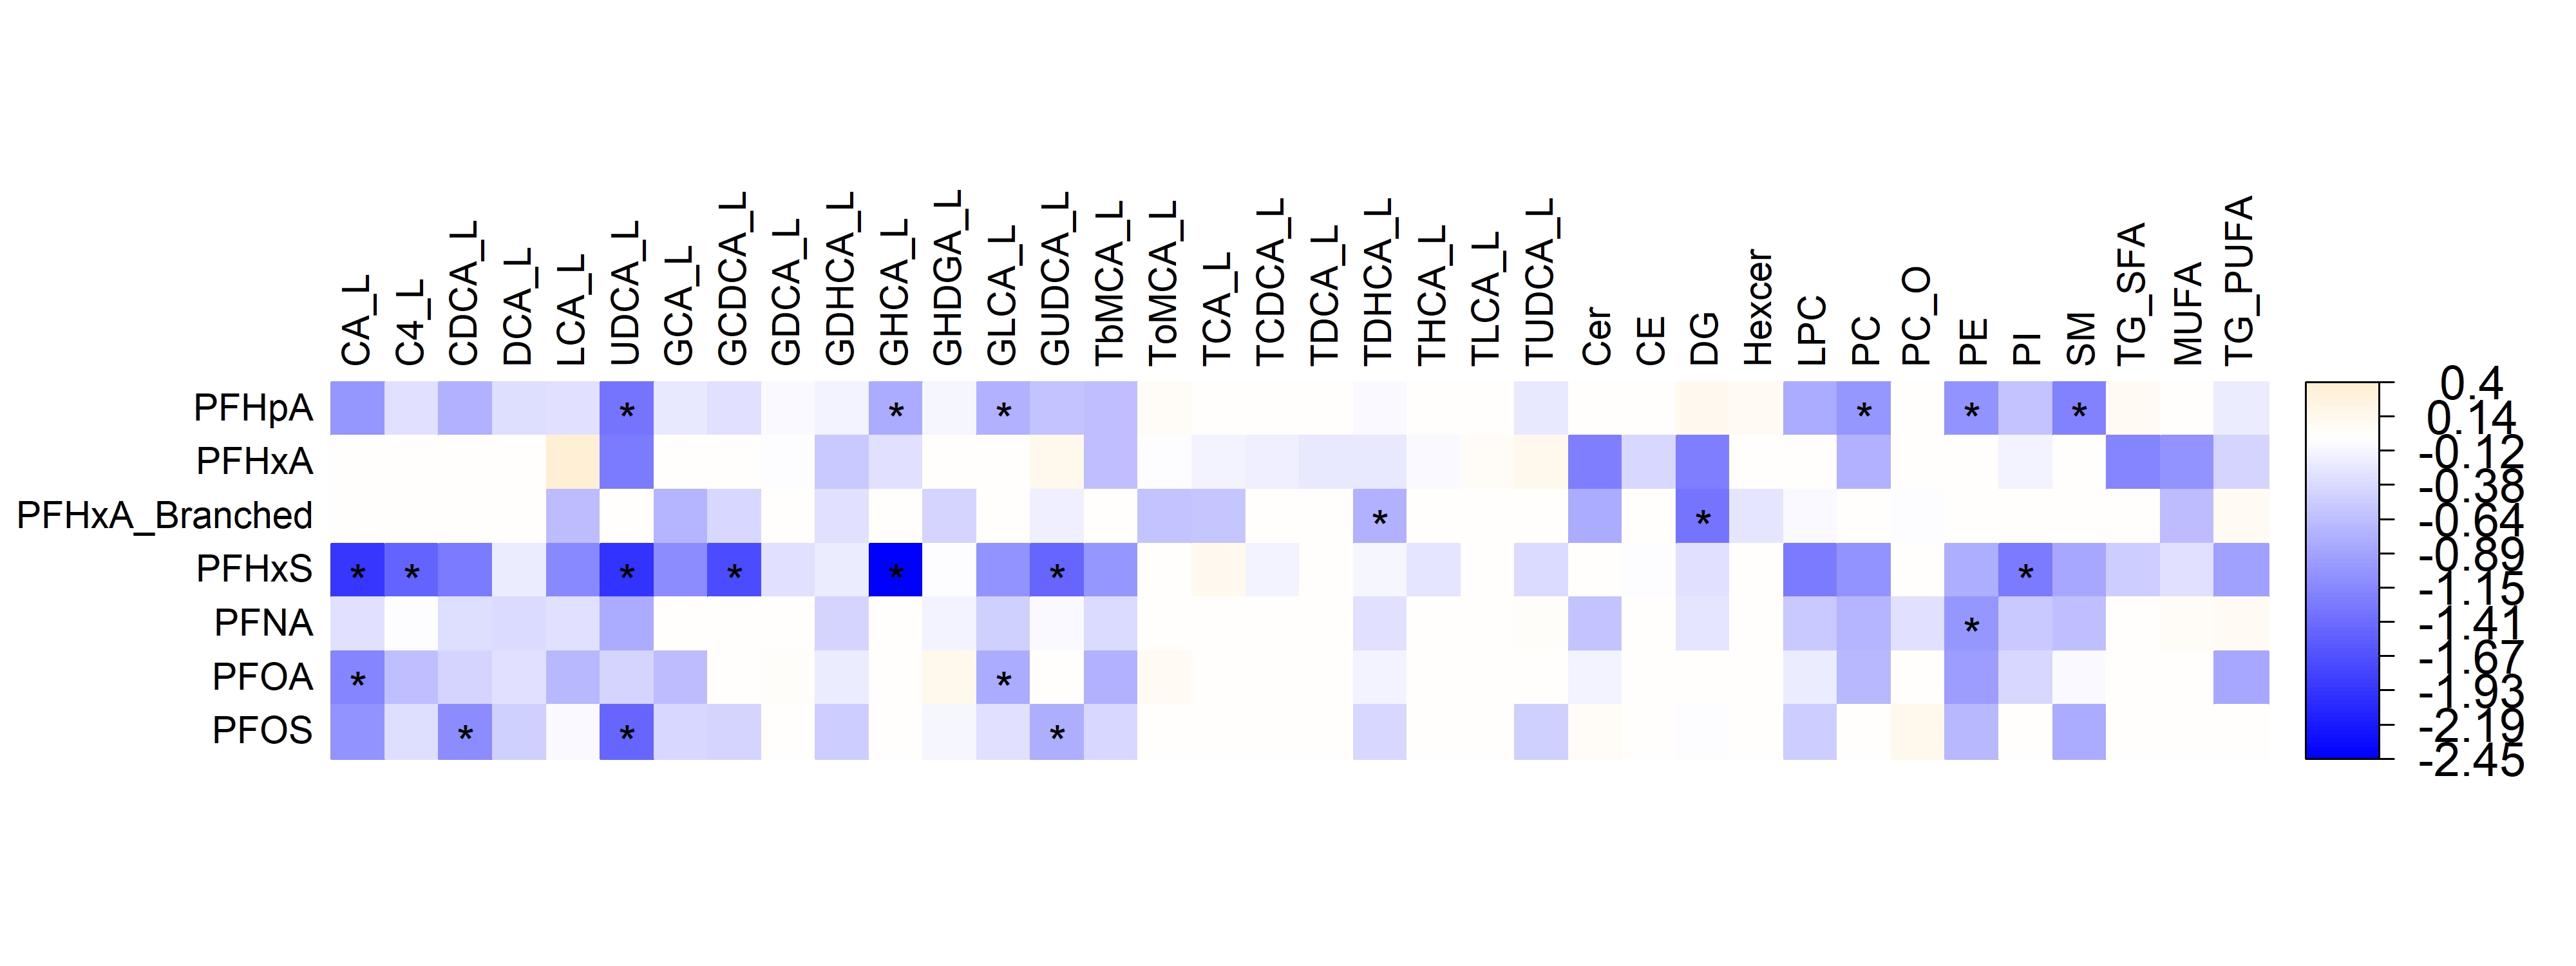 CA_L
C4_L
CDCA_L
DCA_L
LCA_L
UDCA_L
GCA_L
GCDCA_L
GDCA_L
GDHCA_L
GHCA_L
GHDGA_L
GLCA_L
GUDCA_L
TbMCA_L
ToMCA_L
TCA_L
TCDCA_L
TDCA_L
TDHCA_L
THCA_L
TLCA_L
TUDCA_L
Cer
CE
DG
Hexcer
LPC
PC
PC_O
PE
PI
SM
TG_SFA
MUFA
TG_PUFA
PFHpA * * * * * *
PFHxA
PFHxA_Branched * *
PFHxS * * * * * * *
PFNA *
PFOA * *
PFOS * * *
0.4
0.14
-0.12
-0.38
-0.64
-0.89
-1.15
-1.41
-1.67
-1.93
-2.19
-2.45